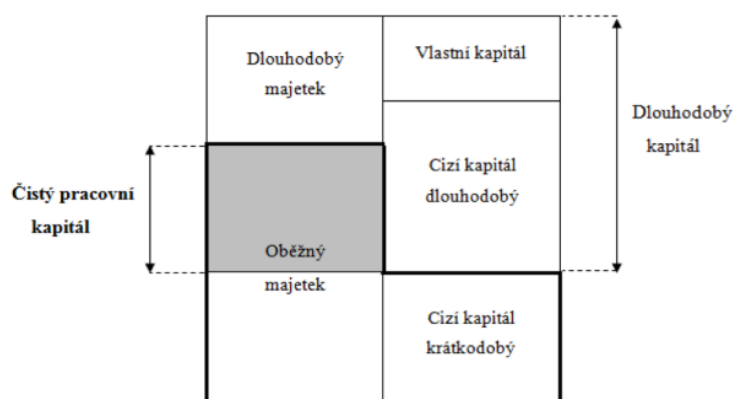 Dlouhodobý
majetek
Vlastní kapitál
Dlouhodobý
kapitál
Čistý pracovní
kapitál
Cizí kapitál
dlouhodobý
Oběžný
majetek
Cizí kapitál
krátkodobý